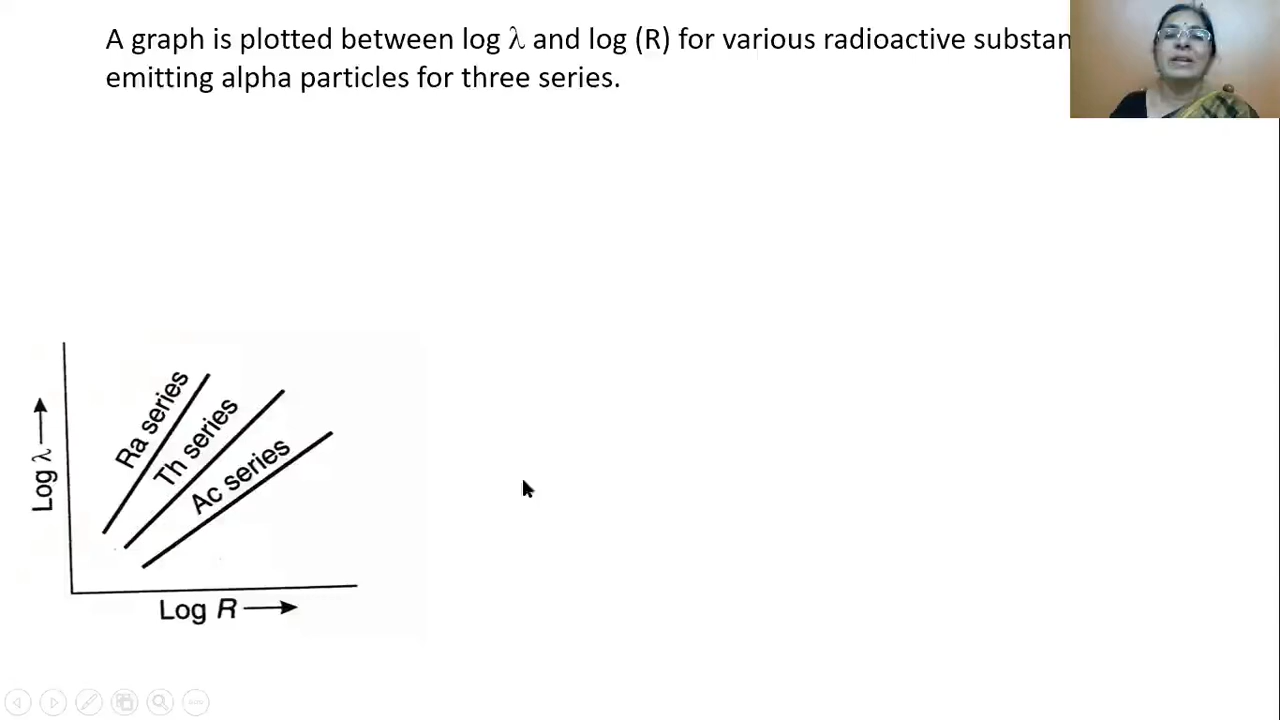 A graph is plotted between log λ and log (R) for various radioactive substan
emitting alpha particles for three series.
Ra series
Th series
Ac series
Log λ
Log R